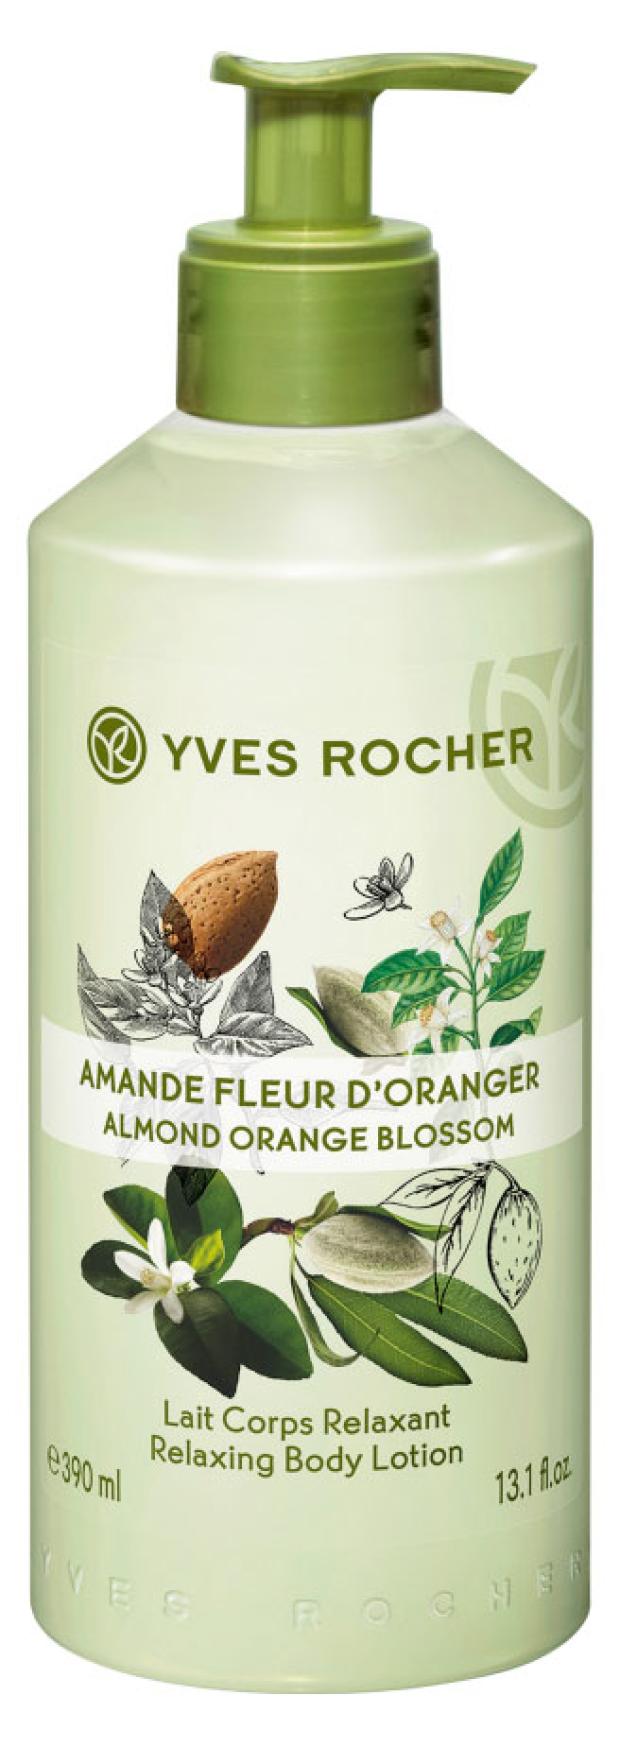 YVES ROCHER
AMANDE FLEUR D'ORANGER
ALMOND ORANGE BLOSSOM
Lait Corps Relaxant
Relaxing Body Lotion
℮390 ml
13.1 fl.oz.
YVES ROCHER